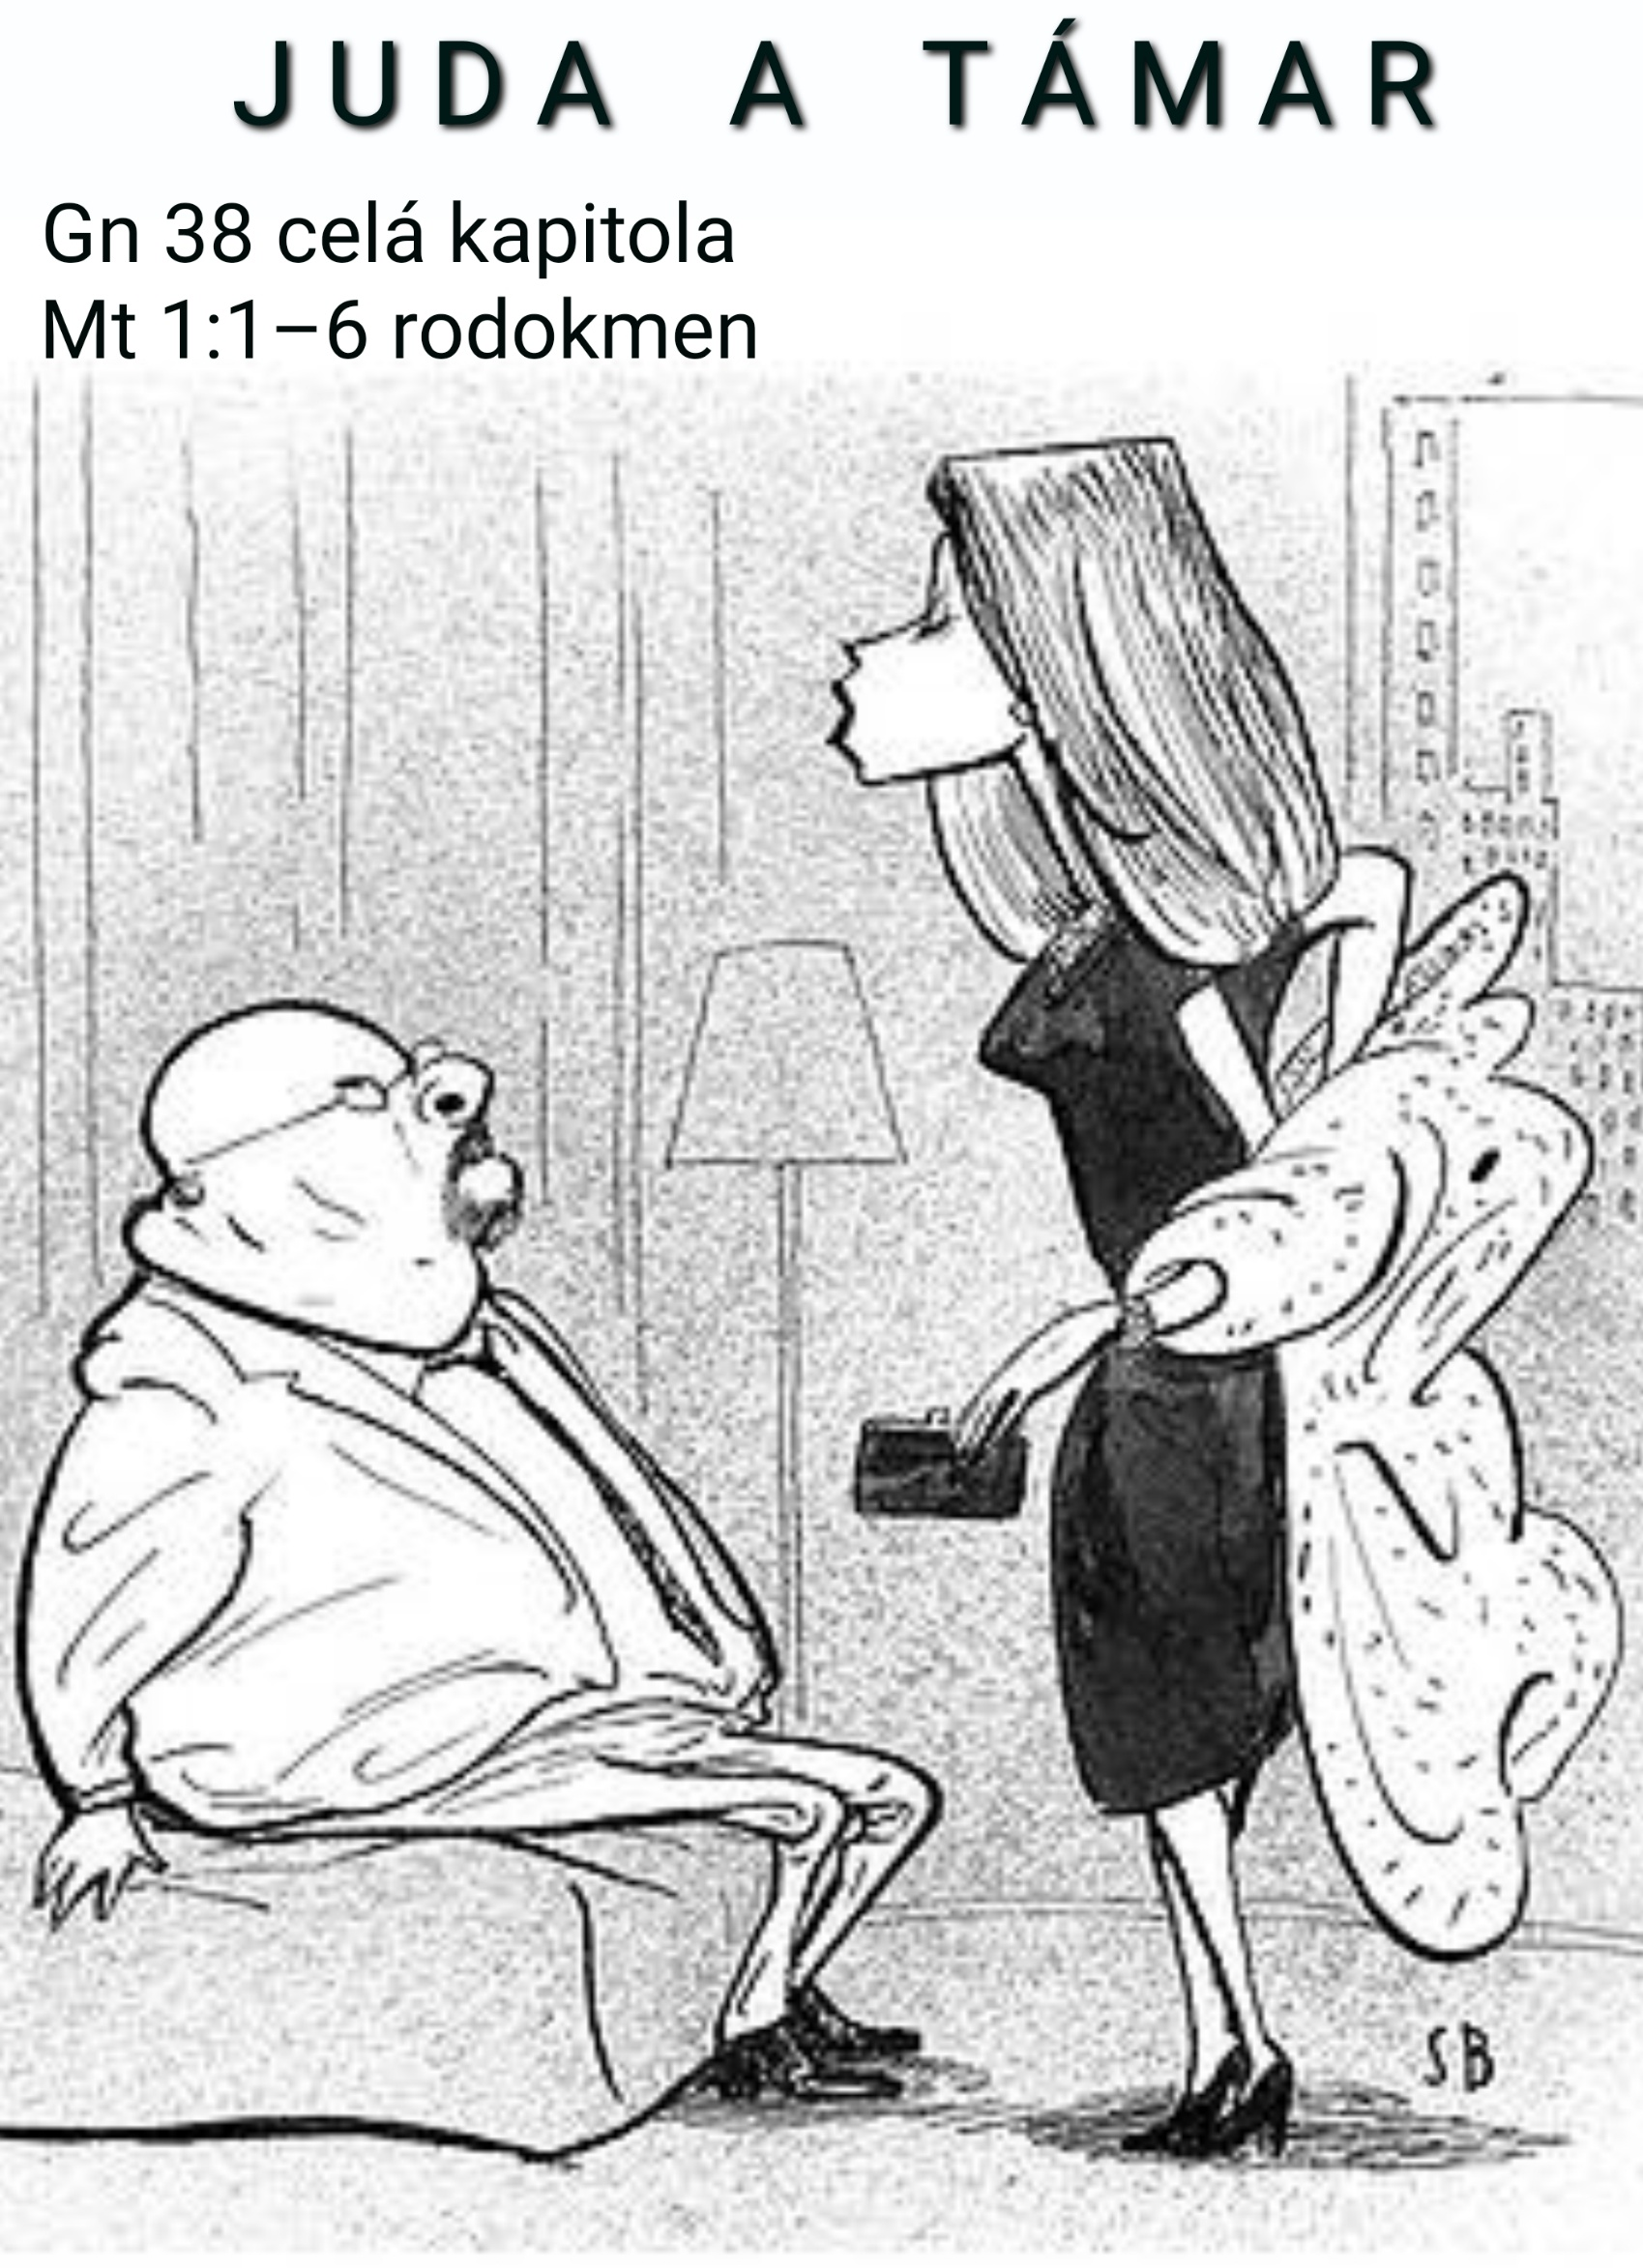 JUDA A TÁMAR
Gn 38 celá kapitola
Mt 1:1–6 rodokmen
SB